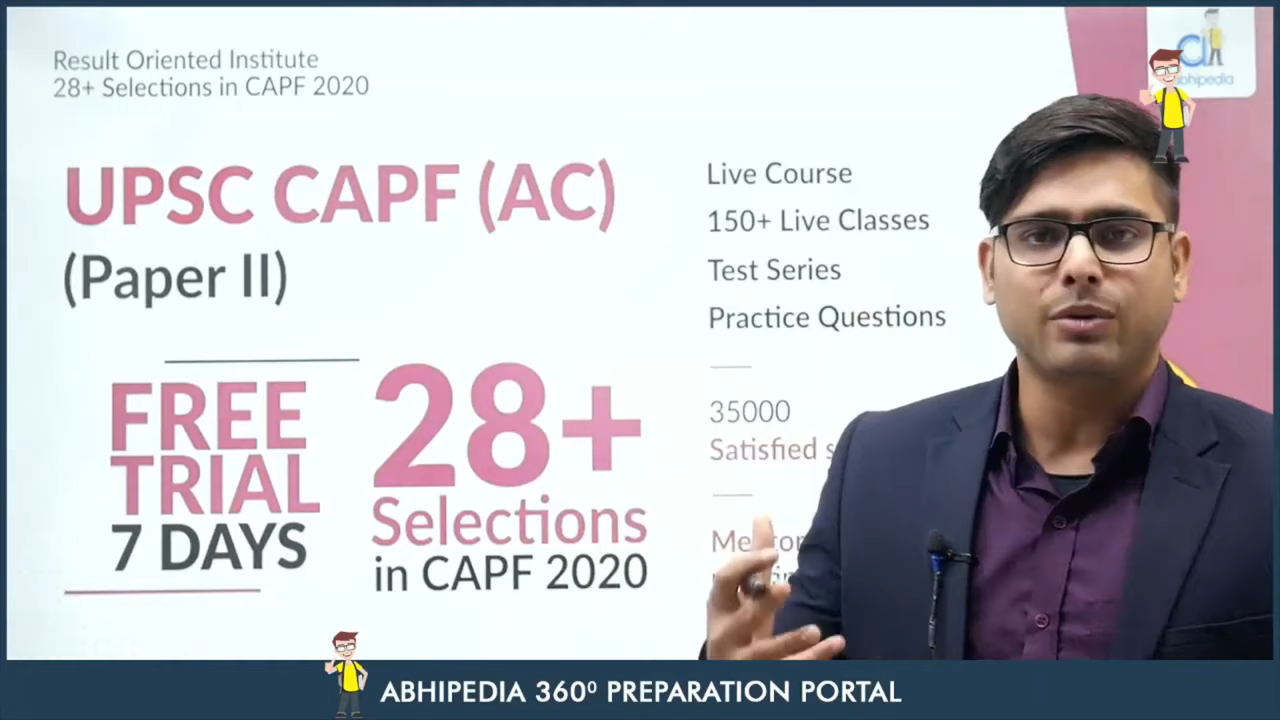 Result Oriented Institute
28+ Selections in CAPF 2020
UPSC CAPF (AC)
(Paper II)
FREE
TRIAL
7 DAYS
28+
Selections
in CAPF 2020
Live Course
150+ Live Classes
Test Series
Practice Questions
35000
Satisfied
abhipedia
ABHIPEDIA 360⁰ PREPARATION PORTAL